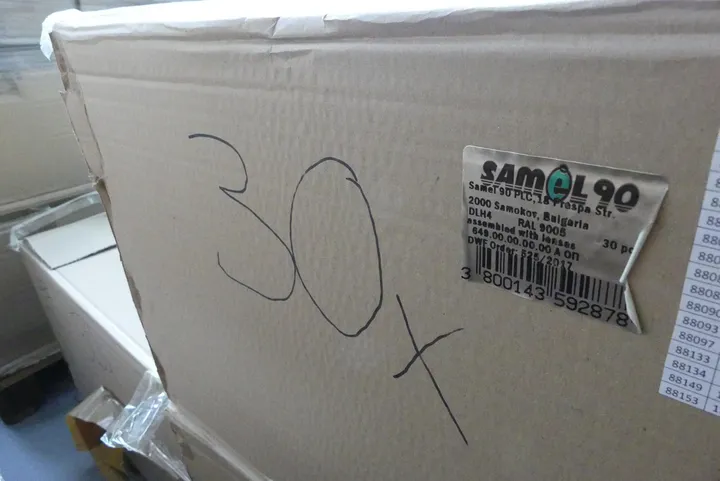 30x
SAMEL 90
Samel 90 PLC,18 Prespa Str.
2000 Samokov, Bulgaria
DLH4 RAL 9005
assembled with lenses 30 pc
648.00.00.00.00 А ОП
DWF Order 525/2017
3 800143 592878
88093
88097
88133
88134
88149
88153